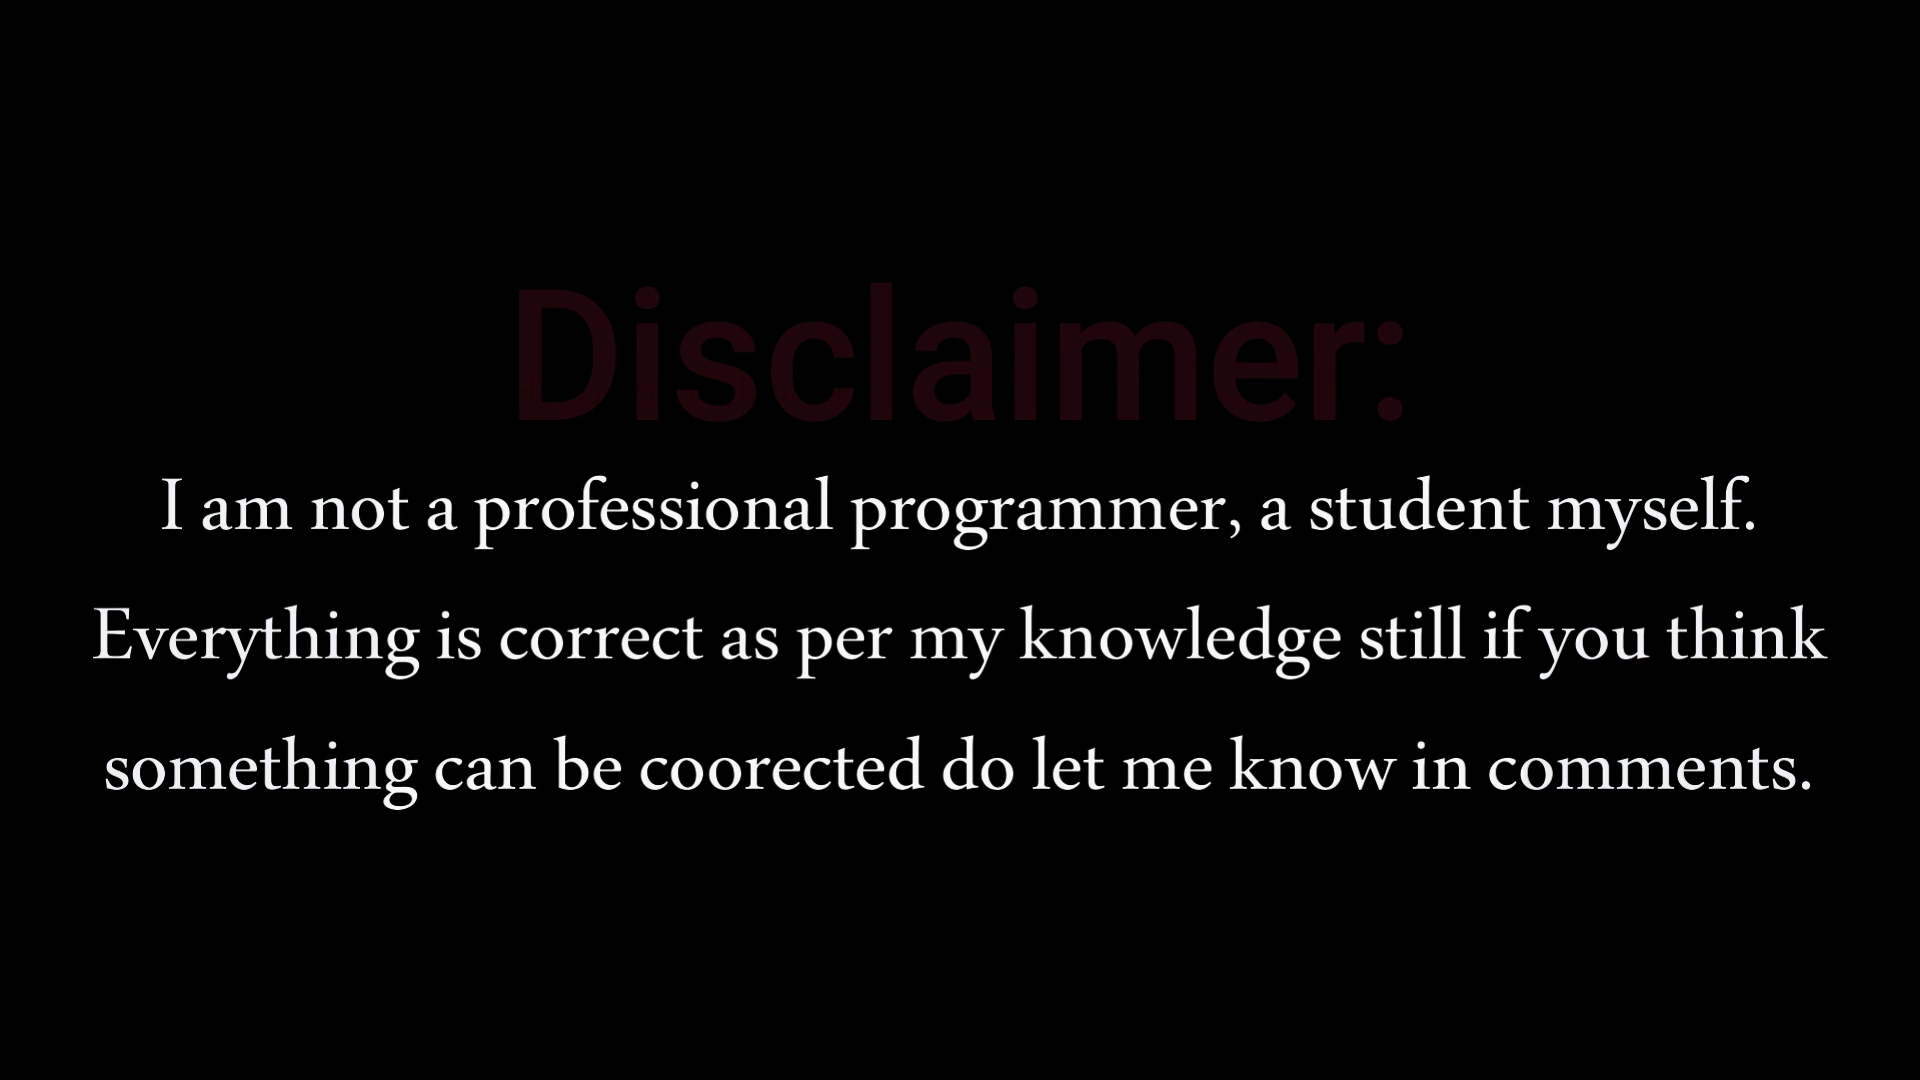 Disclaimer:
I am not a professional programmer, a student myself.
Everything is correct as per my knowledge still if you think
something can be coorected do let me know in comments.